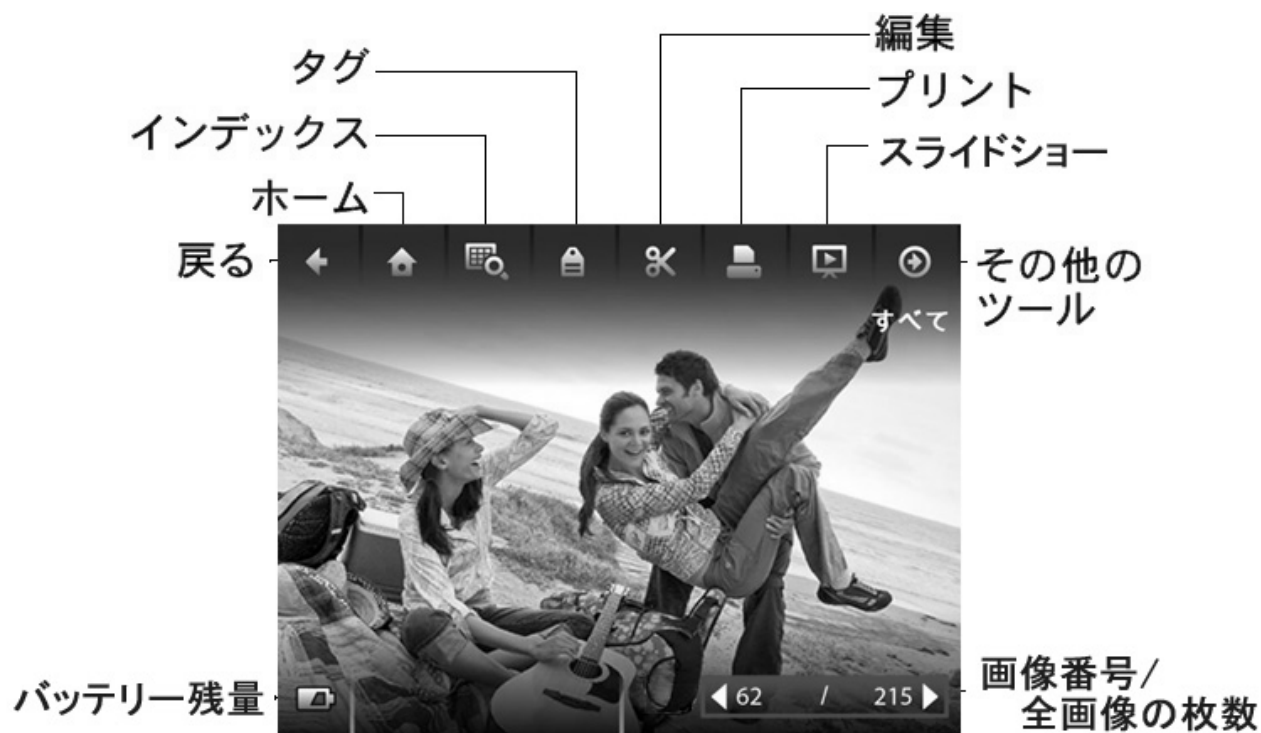 編集
タグ
プリント
インデックス
スライドショー
ホーム
戻る
その他の
ツール
すべて
バッテリー残量
62 / 215
画像番号/
全画像の枚数